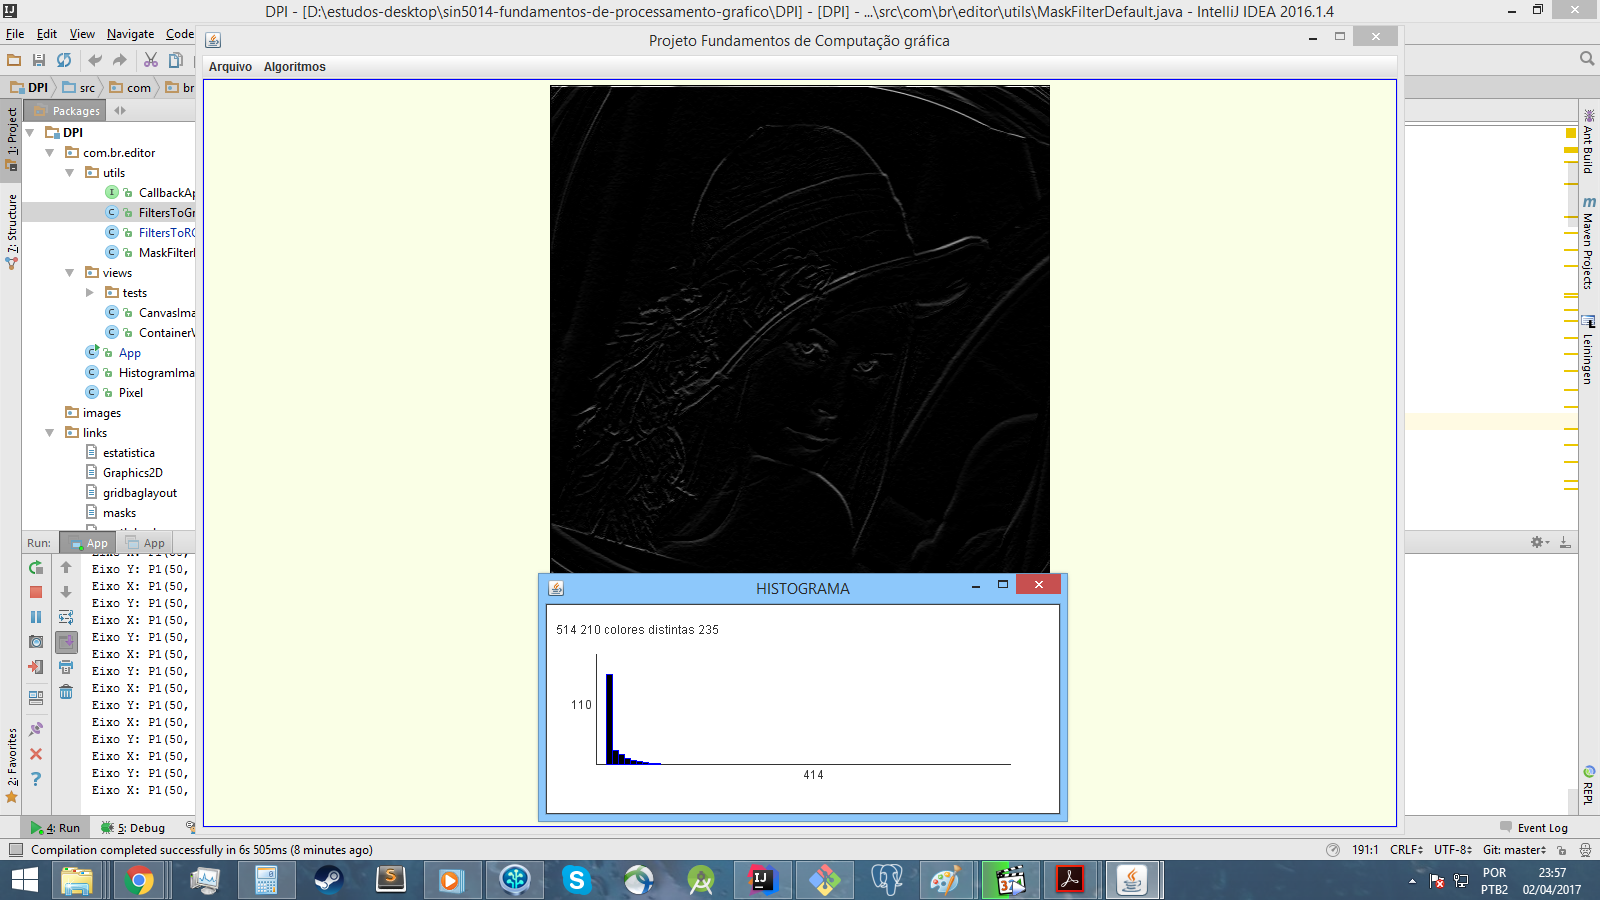 DPI - [D:\estudos-desktop\sin5014-fundamentos-de-processamento-grafico\DPI] - [DPI] - ...\src\com\br\editor\utils\MaskFilterDefault.java - IntelliJ IDEA 2016.1.4
File Edit View Navigate Code
Projeto Fundamentos de Computação gráfica
Arquivo Algoritmos
DPI src com br
Packages
1: Project
7: Structure
2: Favorites
DPI
com.br.editor
utils
CallbackAp
FiltersToGr
FiltersToRG
MaskFilter
views
tests
CanvasIma
ContainerV
App
HistogramIma
Pixel
images
links
estatistica
Graphics2D
gridbaglayout
masks
Run: App App
Eixo X: P1(50,
Eixo Y: P1(50,
Eixo X: P1(50,
Eixo Y: P1(50,
Eixo X: P1(50,
Eixo Y: P1(50,
Eixo X: P1(50,
Eixo Y: P1(50,
Eixo X: P1(50,
Eixo Y: P1(50,
Eixo X: P1(50,
Eixo Y: P1(50,
Eixo X: P1(50,
Eixo Y: P1(50,
Eixo X: P1(50,
HISTOGRAMA
514 210 colores distintas 235
110
414
Ant Build
m Maven Projects
Leiningen
REPL
4: Run 5: Debug
Event Log
Compilation completed successfully in 6s 505ms (8 minutes ago)
191:1 CRLF UTF-8 Git: master
POR
PTB2
23:57
02/04/2017